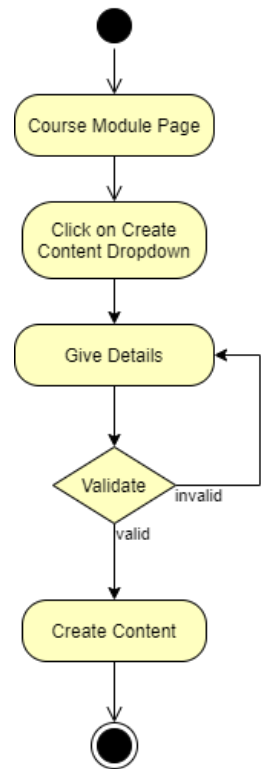 Course Module Page
Click on Create
Content Dropdown
Give Details
Validate
invalid
valid
Create Content